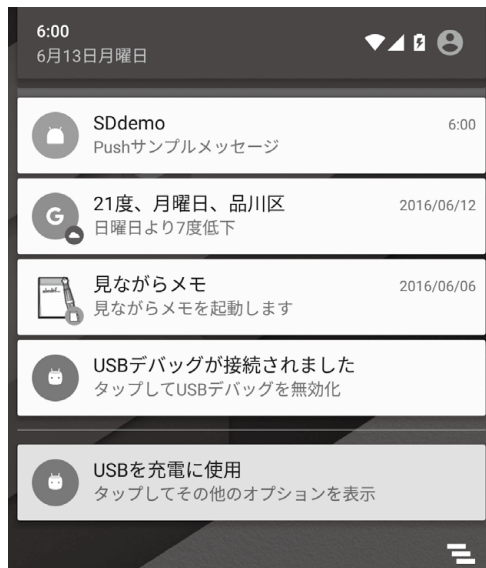 6:00
6月13日月曜日
SDdemo
6:00
Pushサンプルメッセージ
G
21度、月曜日、品川区
2016/06/12
日曜日より7度低下
見ながらメモ
2016/06/06
見ながらメモを起動します
USBデバッグが接続されました
タップしてUSBデバッグを無効化
USBを充電に使用
タップしてその他のオプションを表示